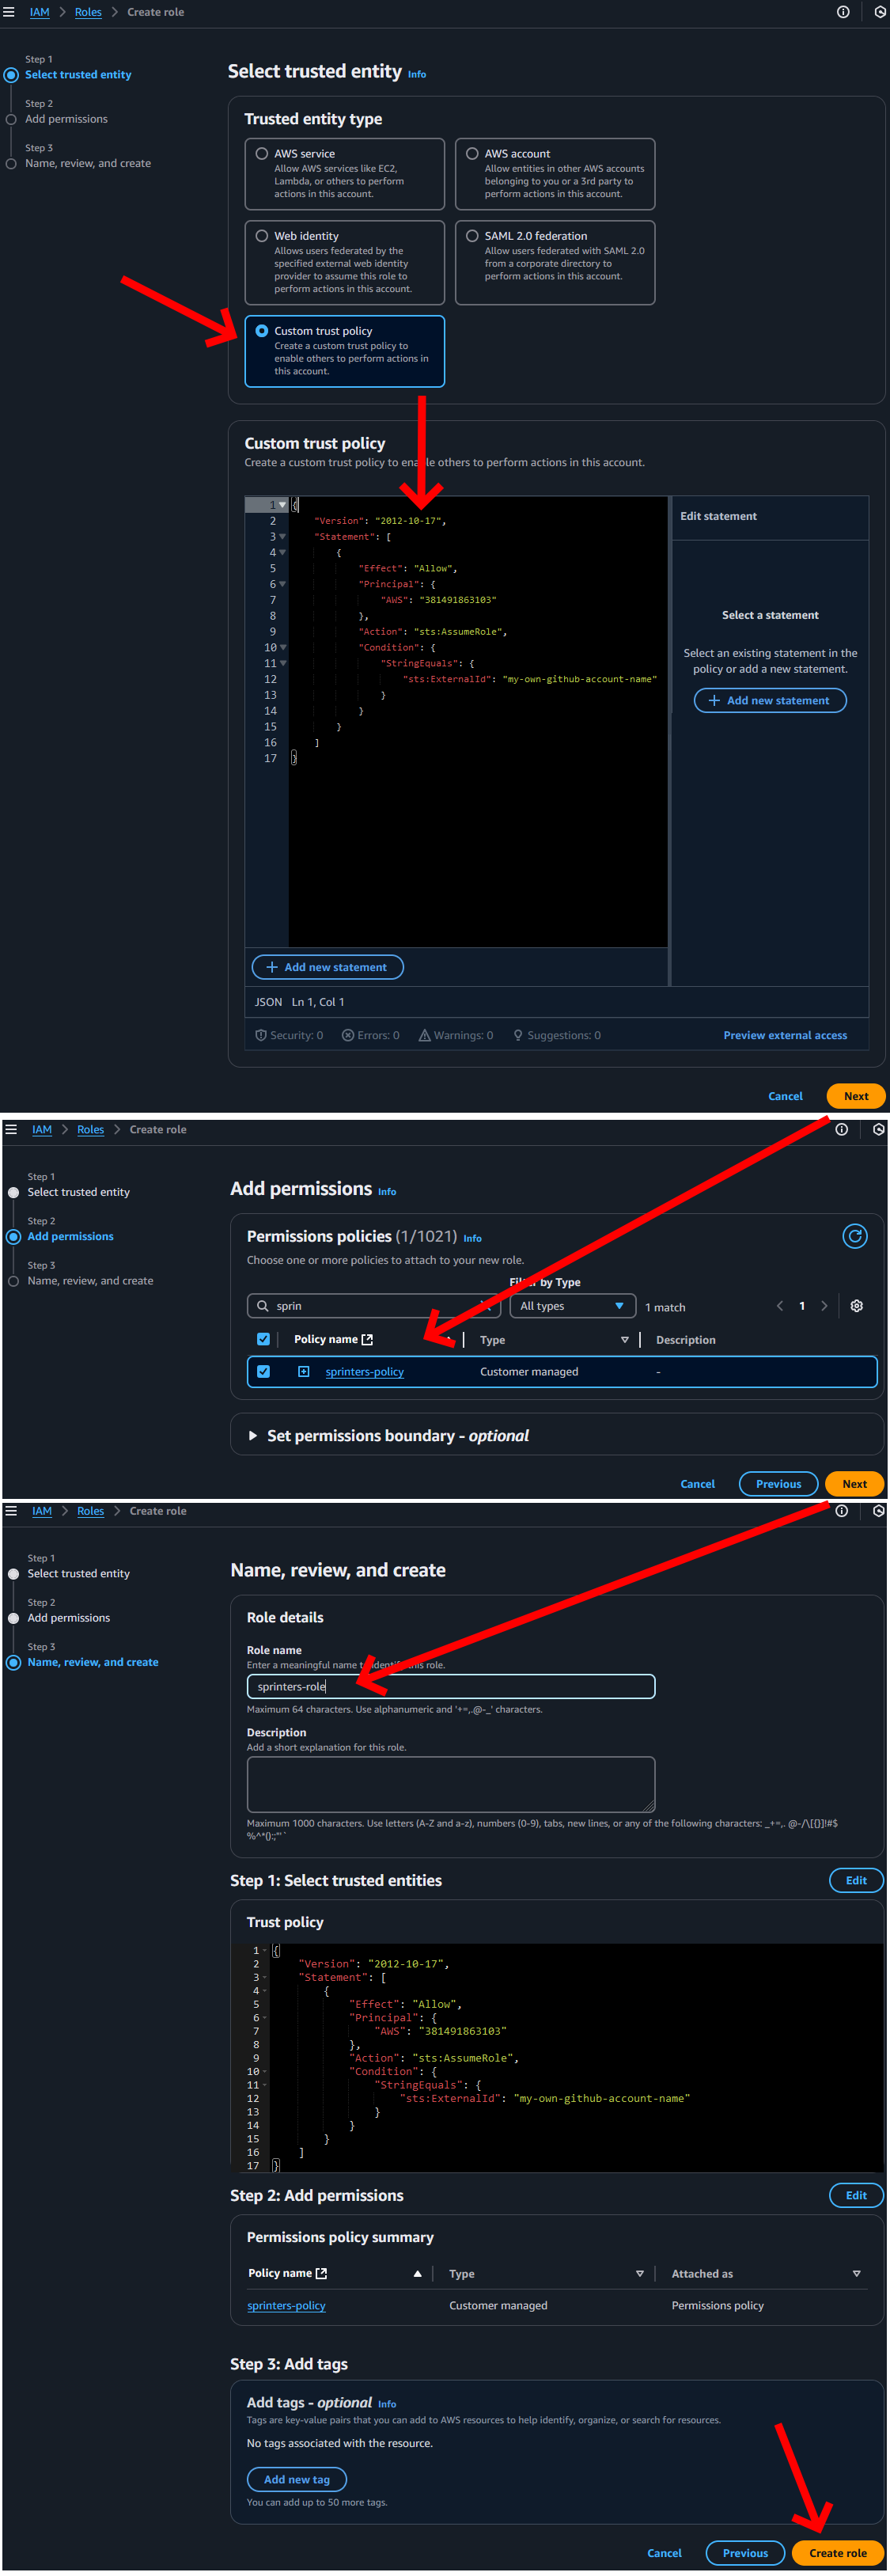 IAM > Roles > Create role
Step 1
Select trusted entity
Step 2
Add permissions
Step 3
Name, review, and create
Select trusted entity Info
Trusted entity type
AWS service
Allow AWS services like EC2,
Lambda, or others to perform
actions in this account.
AWS account
Allow entities in other AWS accounts
belonging to you or a 3rd party to
perform actions in this account.
Web identity
Allows users federated by the
specified external web identity
provider to assume this role to
perform actions in this account.
SAML 2.0 federation
Allow users federated with SAML 2.0
from a corporate directory to
perform actions in this account.
Custom trust policy
Create a custom trust policy to
enable others to perform actions in
this account.
Custom trust policy
Create a custom trust policy to enable others to perform actions in this account.
1 {
2 "Version": "2012-10-17",
3 "Statement": [
4 {
5 "Effect": "Allow",
6 "Principal": {
7 "AWS": "381491863103"
8 },
9 "Action": "sts:AssumeRole",
10 "Condition": {
11 "StringEquals": {
12 "sts:ExternalId": "my-own-github-account-name"
13 }
14 }
15 }
16 ]
17 }
Edit statement
Select a statement
Select an existing statement in the
policy or add a new statement.
+ Add new statement
+ Add new statement
JSON Ln 1, Col 1
Security: 0 Errors: 0 Warnings: 0 Suggestions: 0 Preview external access
Cancel Next
IAM > Roles > Create role
Step 1
Select trusted entity
Step 2
Add permissions
Step 3
Name, review, and create
Add permissions Info
Permissions policies (1/1021) Info
Choose one or more policies to attach to your new role.
Filter by Type
sprin All types 1 match 1
Policy name Type Description
sprinters-policy Customer managed -
Set permissions boundary - optional
Cancel Previous Next
IAM > Roles > Create role
Step 1
Select trusted entity
Step 2
Add permissions
Step 3
Name, review, and create
Name, review, and create
Role details
Role name
Enter a meaningful name to identify this role.
sprinters-role
Maximum 64 characters. Use alphanumeric and '+=,.@-_' characters.
Description
Add a short explanation for this role.
Maximum 1000 characters. Use letters (A-Z and a-z), numbers (0-9), tabs, new lines, or any of the following characters: _+=,. @-/\[{}]!#$
%^*();:"'`
Step 1: Select trusted entities Edit
Trust policy
1 {
2 "Version": "2012-10-17",
3 "Statement": [
4 {
5 "Effect": "Allow",
6 "Principal": {
7 "AWS": "381491863103"
8 },
9 "Action": "sts:AssumeRole",
10 "Condition": {
11 "StringEquals": {
12 "sts:ExternalId": "my-own-github-account-name"
13 }
14 }
15 }
16 ]
17 }
Step 2: Add permissions Edit
Permissions policy summary
Policy name Type Attached as
sprinters-policy Customer managed Permissions policy
Step 3: Add tags
Add tags - optional Info
Tags are key-value pairs that you can add to AWS resources to help identify, organize, or search for resources.
No tags associated with the resource.
Add new tag
You can add up to 50 more tags.
Cancel Previous Create role